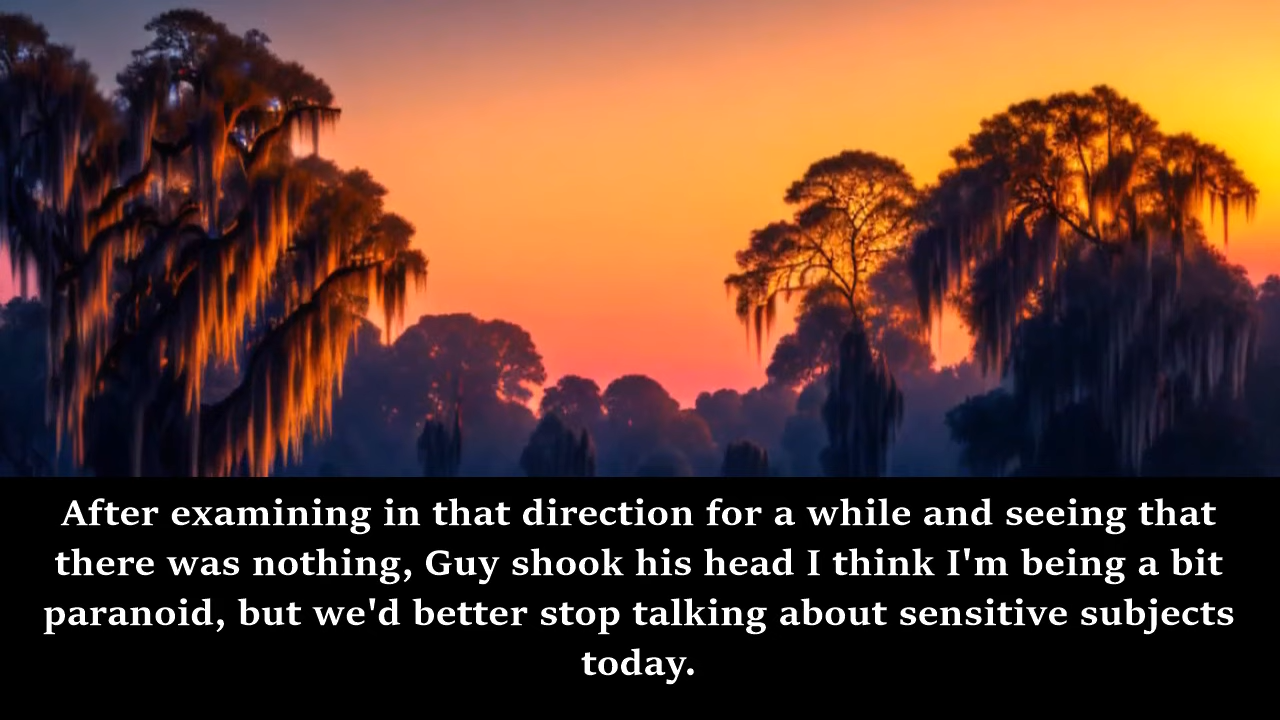 After examining in that direction for a while and seeing that
there was nothing, Guy shook his head I think I'm being a bit
paranoid, but we'd better stop talking about sensitive subjects
today.